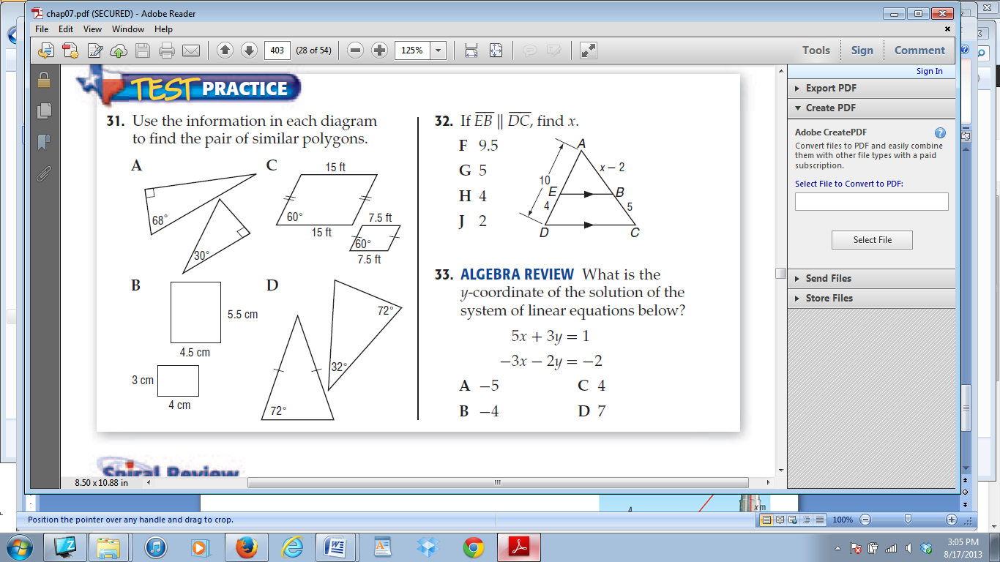 chap07.pdf (SECURED) - Adobe Reader
File Edit View Window Help
403 (28 of 54) 125% Tools Sign Comment
Sign In
Export PDF
Create PDF
Adobe CreatePDF
Convert files to PDF and easily combine
them with other file types with a paid
subscription.
Select File to Convert to PDF:
Select File
Send Files
Store Files
TEST PRACTICE
31. Use the information in each diagram
to find the pair of similar polygons.
A
68°
30°
C
15 ft
60°
15 ft
7.5 ft
60°
7.5 ft
B
5.5 cm
4.5 cm
3 cm
4 cm
D
72°
32°
72°
32. If EB || DC, find x.
F 9.5
G 5
H 4
J 2
A
x − 2
10
E
B
4
5
D
C
33. ALGEBRA REVIEW What is the
y-coordinate of the solution of the
system of linear equations below?
5x + 3y = 1
−3x − 2y = −2
A −5
C 4
B −4
D 7
Spiral Review
8.50 x 10.88 in
4
x m
Position the pointer over any handle and drag to crop.
100%
3:05 PM
8/17/2013